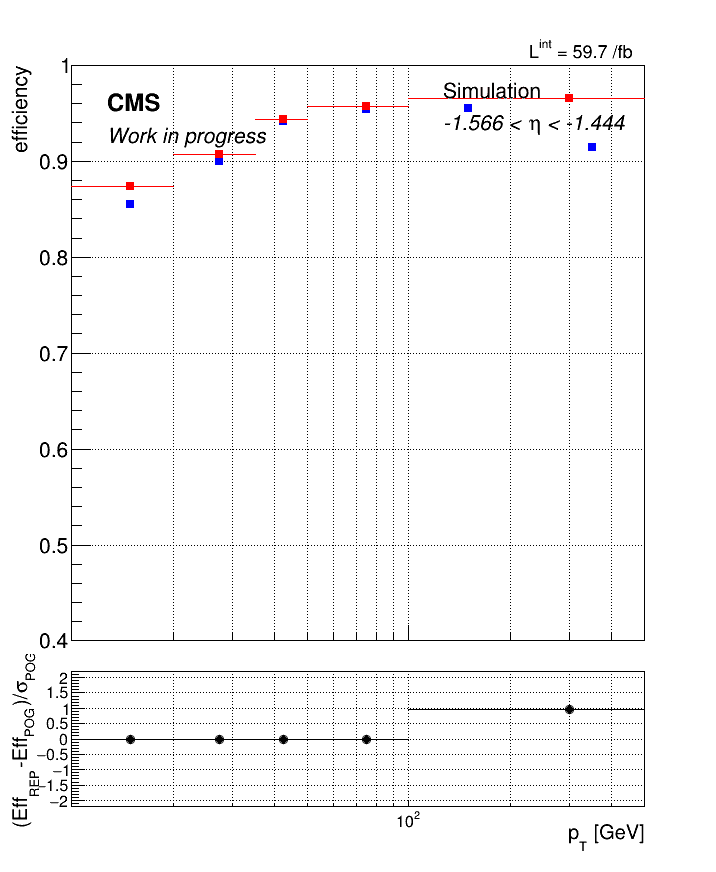 L^int = 59.7 /fb
efficiency
CMS
Work in progress
Simulation
-1.566 < η < -1.444
1
0.9
0.8
0.7
0.6
0.5
0.4
(Eff_REP -Eff_POG)/σ_POG
2
1.5
1
0.5
0
−0.5
−1
−1.5
−2
10^2
p_T [GeV]